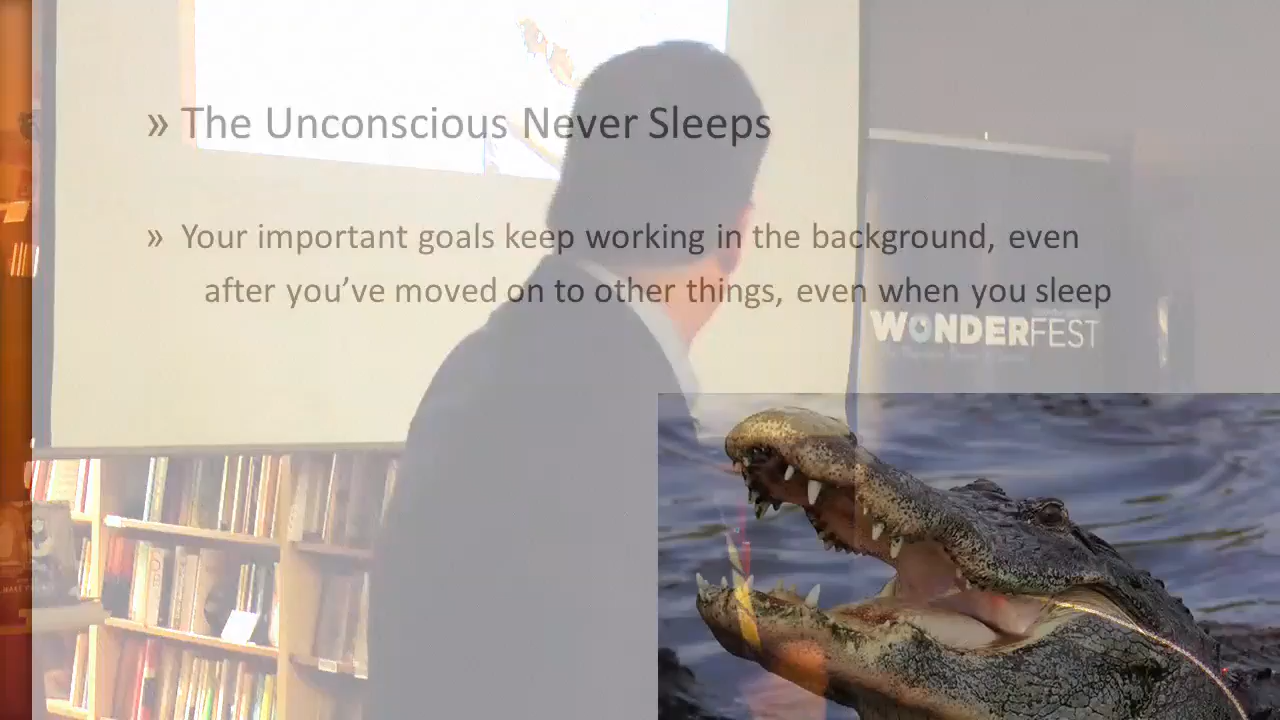 » The Unconscious Never Sleeps
» Your important goals keep working in the background, even
after you’ve moved on to other things, even when you sleep
WONDERFEST